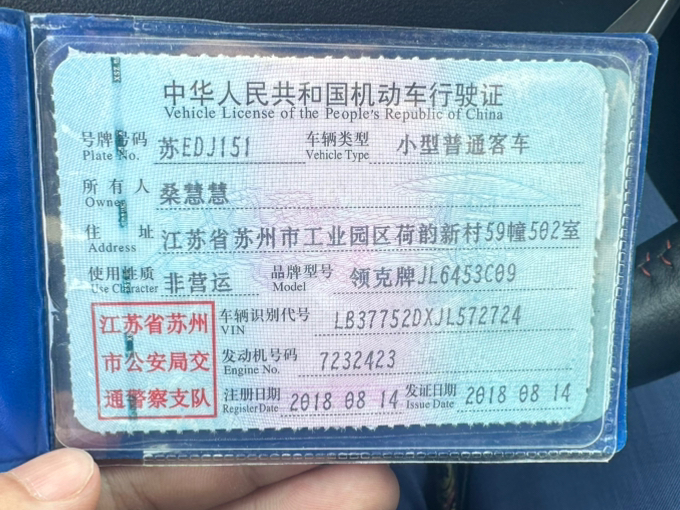 中华人民共和国机动车行驶证
Vehicle License of the People's Republic of China
号牌号码 苏EDJ151 车辆类型 小型普通客车
Plate No. Vehicle Type
所有人 桑慧慧
Owner
住址 江苏省苏州市工业园区荷韵新村59幢502室
Address
使用性质 非营运 品牌型号 领克牌JL6453C09
Use Character Model
江苏省苏州
市公安局交
通警察支队
车辆识别代号 LB37752DXJL572724
VIN
发动机号码 7232423
Engine No.
注册日期 2018 08 14 发证日期 2018 08 14
Register Date Issue Date